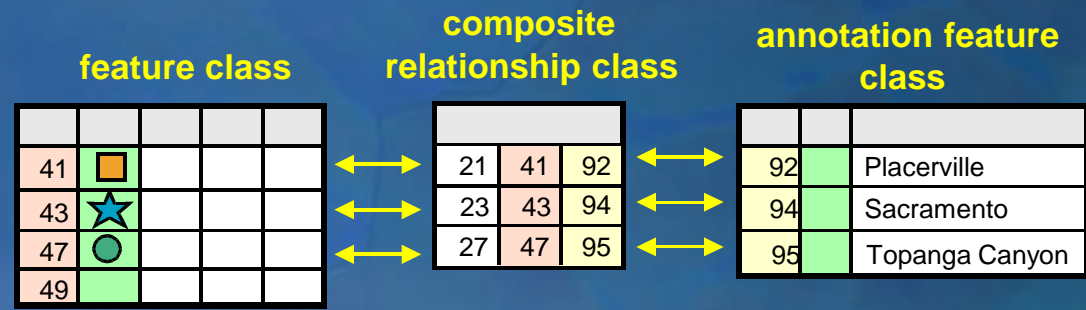 feature class
composite
relationship class
annotation feature
class
41
43
47
49
21 41 92
23 43 94
27 47 95
92 Placerville
94 Sacramento
95 Topanga Canyon